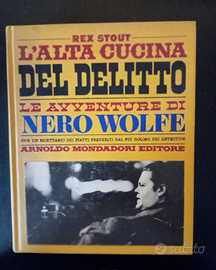 REX STOUT
L'ALTA CUCINA
DEL DELITTO
LE AVVENTURE DI
NERO WOLFE
CON UN RICETTARIO DEI PIATTI PREFERITI DAL PIÙ GOLOSO DEI DETECTIVE
ARNOLDO MONDADORI EDITORE
subito